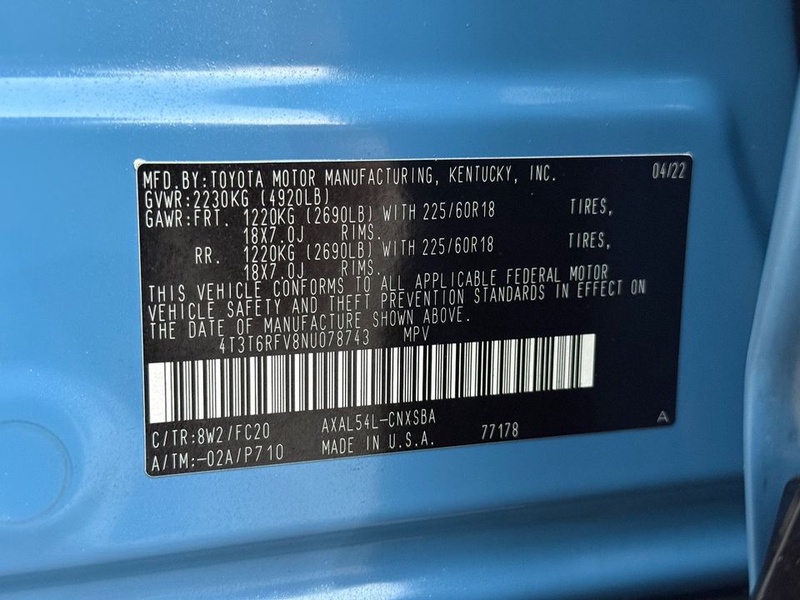 MFD.BY:TOYOTA MOTOR MANUFACTURING, KENTUCKY, INC. 04/22
GVWR:2230KG (4920LB)
GAWR:FRT. 1220KG (2690LB) WITH 225/60R18 TIRES,
18X7.0J RIMS.
RR. 1220KG (2690LB) WITH 225/60R18 TIRES,
18X7.0J RIMS.
THIS VEHICLE CONFORMS TO ALL APPLICABLE FEDERAL MOTOR
VEHICLE SAFETY AND THEFT PREVENTION STANDARDS IN EFFECT ON
THE DATE OF MANUFACTURE SHOWN ABOVE.
4T3T6RFV8NU078743 MPV
C/TR:8W2/FC20 AXAL54L-CNXSBA
A/TM:-02A/P710 MADE IN U.S.A. 77178 A